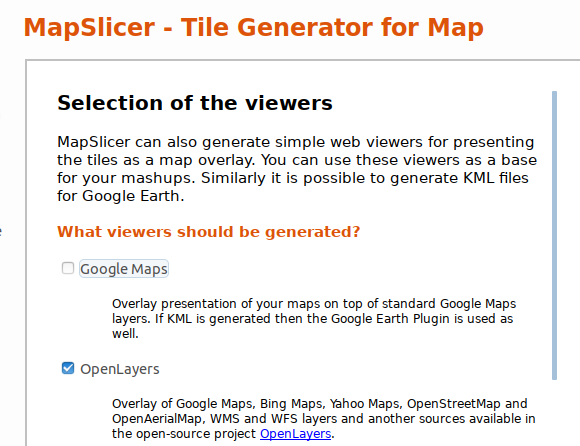 MapSlicer - Tile Generator for Map
Selection of the viewers
MapSlicer can also generate simple web viewers for presenting
the tiles as a map overlay. You can use these viewers as a base
for your mashups. Similarly it is possible to generate KML files
for Google Earth.
What viewers should be generated?
Google Maps
Overlay presentation of your maps on top of standard Google Maps
layers. If KML is generated then the Google Earth Plugin is used as
well.
OpenLayers
Overlay of Google Maps, Bing Maps, Yahoo Maps, OpenStreetMap and
OpenAerialMap, WMS and WFS layers and another sources available in
the open-source project OpenLayers.